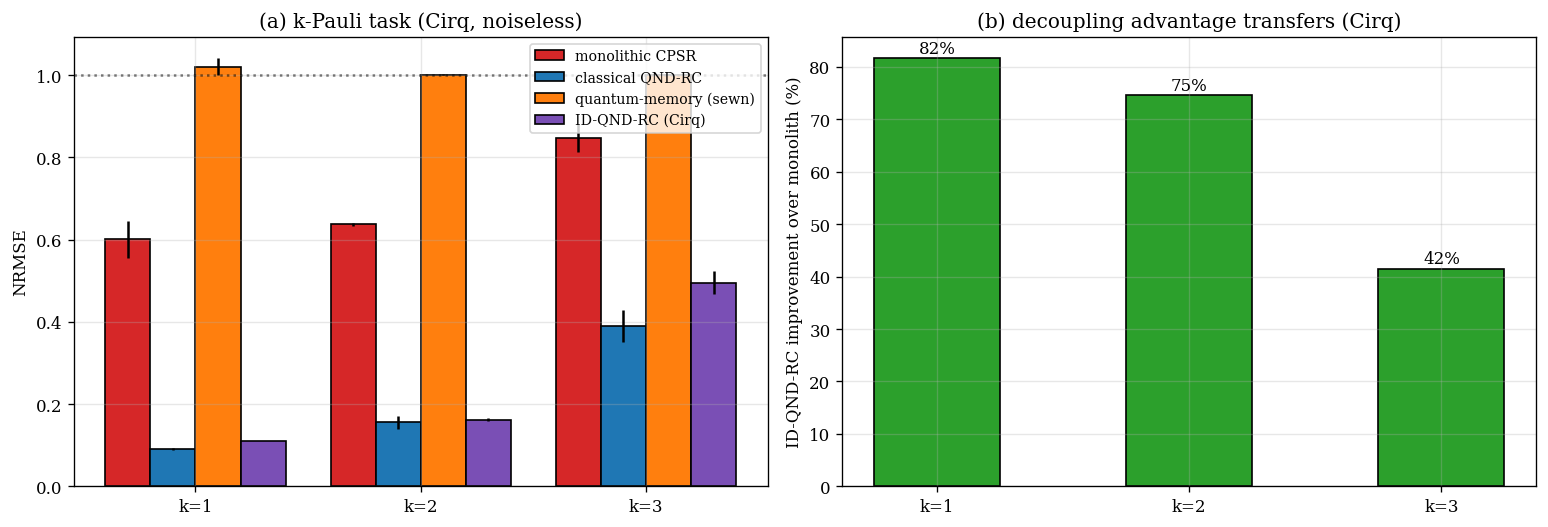 (a) k-Pauli task (Cirq, noiseless)
NRMSE
1.0
0.8
0.6
0.4
0.2
0.0
k=1
k=2
k=3
monolithic CPSR
classical QND-RC
quantum-memory (sewn)
ID-QND-RC (Cirq)
(b) decoupling advantage transfers (Cirq)
ID-QND-RC improvement over monolith (%)
80
70
60
50
40
30
20
10
0
82%
75%
42%
k=1
k=2
k=3